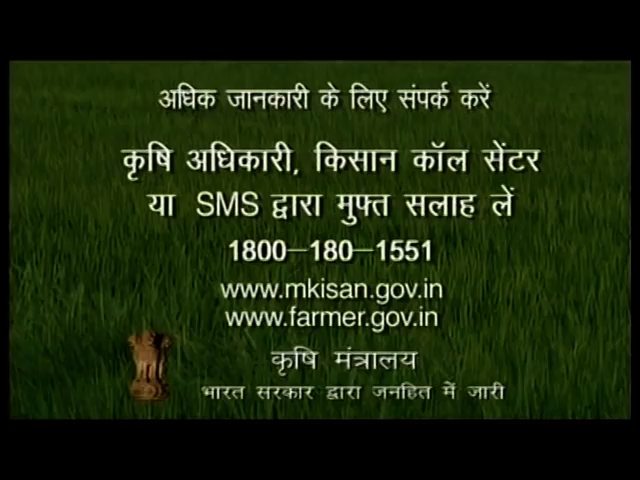 अधिक जानकारी के लिए संपर्क करें
कृषि अधिकारी, किसान कॉल सेंटर
या SMS द्वारा मुफ्त सलाह लें
1800–180–1551
www.mkisan.gov.in
www.farmer.gov.in
कृषि मंत्रालय
भारत सरकार द्वारा जनहित में जारी